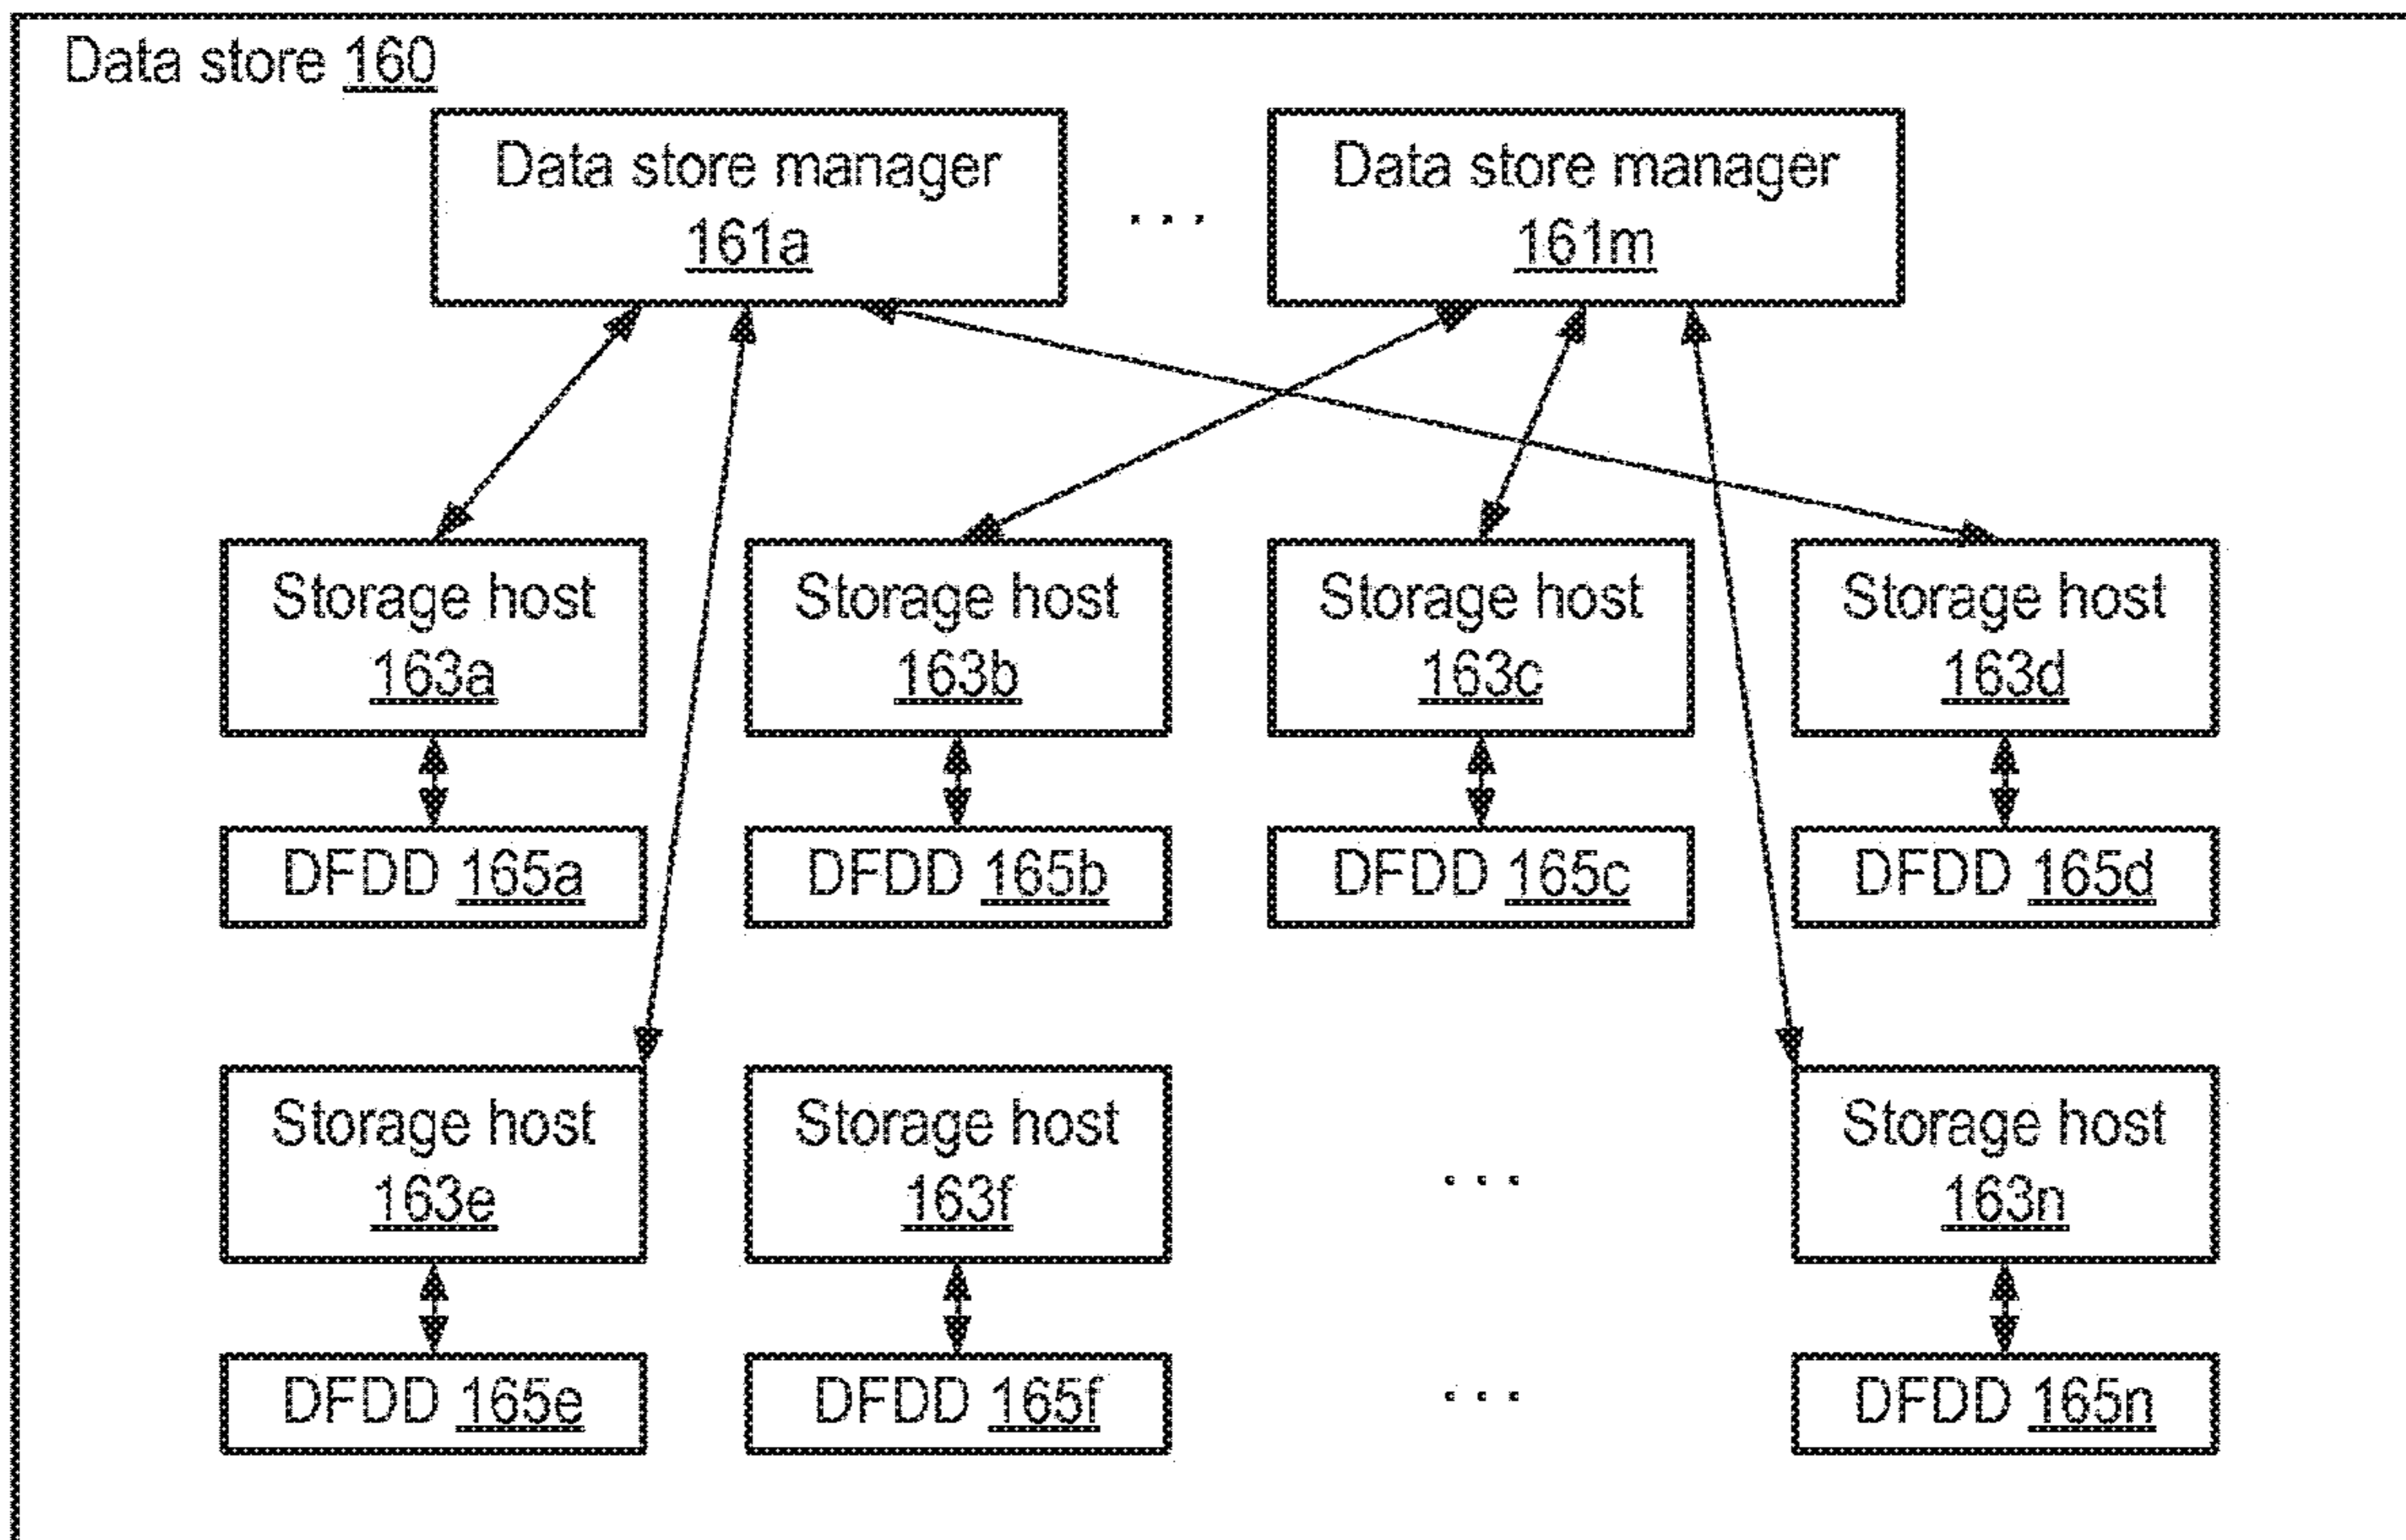 Data store 160
Data store manager
161a
...
Data store manager
161m
Storage host
163a
Storage host
163b
Storage host
163c
Storage host
163d
DFDD 165a
DFDD 165b
DFDD 165c
DFDD 165d
Storage host
163e
Storage host
163f
...
Storage host
163n
DFDD 165e
DFDD 165f
...
DFDD 165n